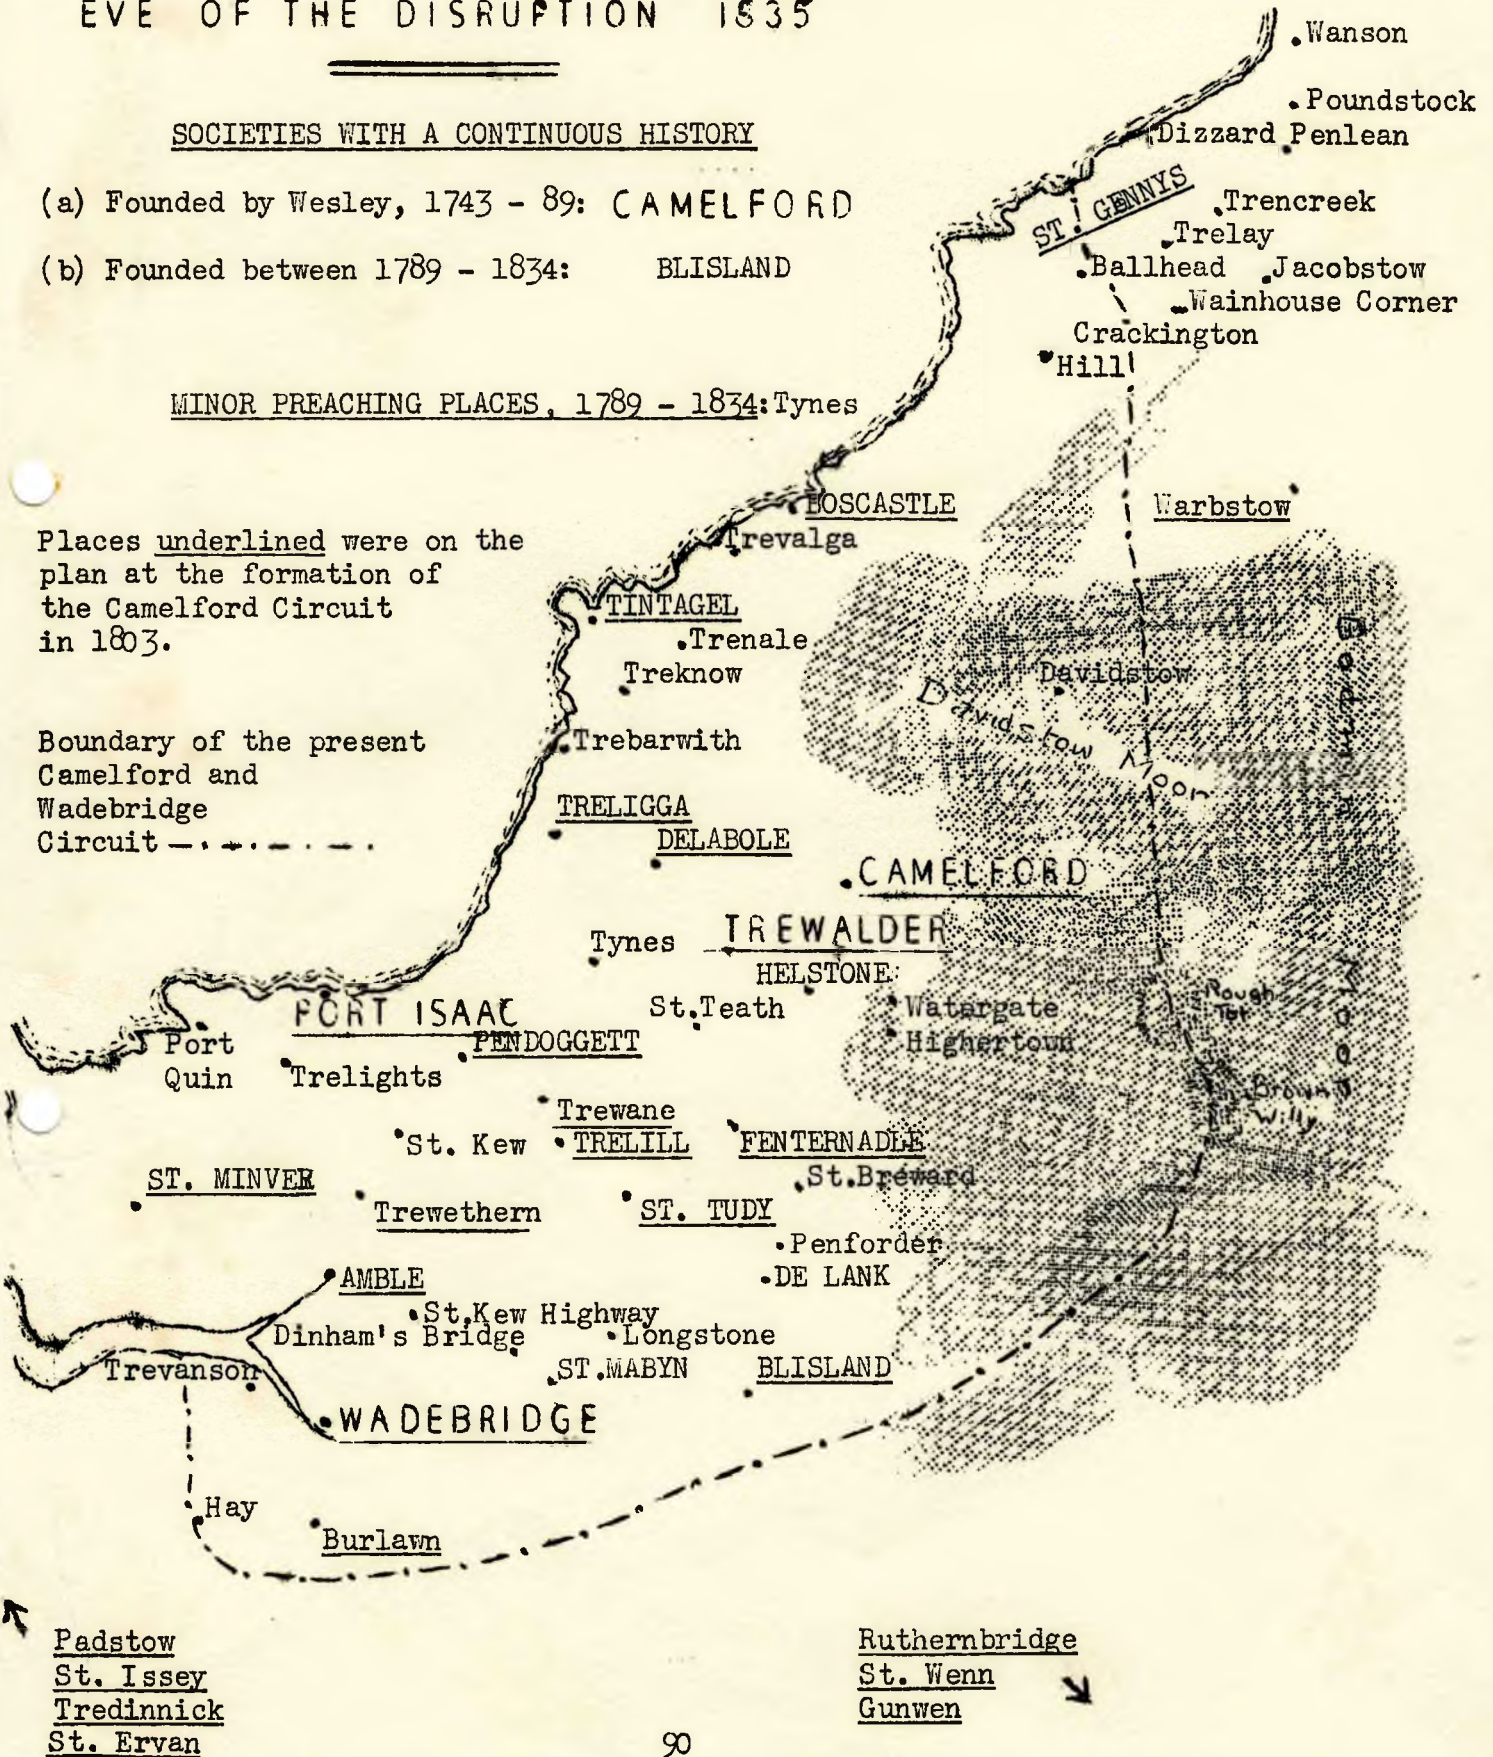 EVE OF THE DISRUPTION 1835
SOCIETIES WITH A CONTINUOUS HISTORY
(a) Founded by Wesley, 1743 - 89: CAMELFORD
(b) Founded between 1789 - 1834: BLISLAND
MINOR PREACHING PLACES, 1789 - 1834: Tynes
Places underlined were on the
plan at the formation of
the Camelford Circuit
in 1803.
Boundary of the present
Camelford and
Wadebridge
Circuit
Wanson
Poundstock
Dizzard Penlean
ST. GENNYS
Trencreek
Trelay
Ballhead Jacobstow
Wainhouse Corner
Crackington
Hill
BOSCASTLE
Warbstow
Trevalga
TINTAGEL
Trenale
Treknow
Davidstow
Davidstow Moor
Bodmin Moor
Trebarwith
TRELIGGA
DELABOLE
CAMELFORD
TREWALDER
Tynes
HELSTONE
PORT ISAAC
St.Teath
Watergate
Rough Tor
Highertown
PENDOGGETT
Port
Quin
Trelights
Brown
Willy
Trewane
St. Kew
TRELILL
FENTERNADLE
ST. MINVER
St.Breward
Trewethern
ST. TUDY
Penforder
AMBLE
DE LANK
St.Kew Highway
Dinham's Bridge
Longstone
Trevanson
ST.MABYN
BLISLAND
WADEBRIDGE
Hay
Burlawn
Padstow
St. Issey
Tredinnick
St. Ervan
Ruthernbridge
St. Wenn
Gunwen
90